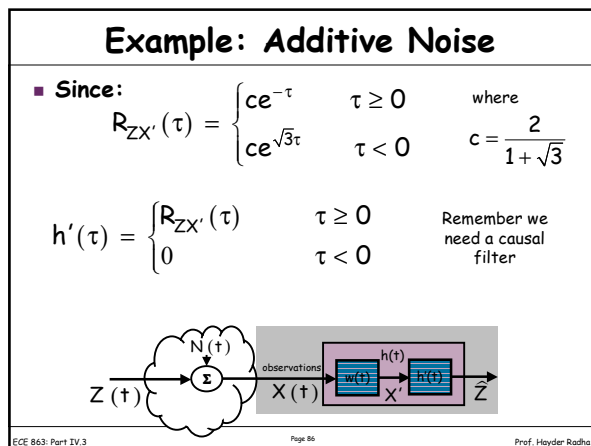 Example: Additive Noise
Since:
R_ZX'(τ) = { ce^{-τ}   τ ≥ 0
ce^{√3τ}   τ < 0
where
c = 2 / (1 + √3)
h'(τ) = { R_ZX'(τ)   τ ≥ 0
0   τ < 0
Remember we
need a causal
filter
N(t)
Z(t)
Σ
observations
X(t)
h(t)
w(t)
X'
h'(t)
Ẑ
ECE 863: Part IV.3
Page 86
Prof. Hayder Radha